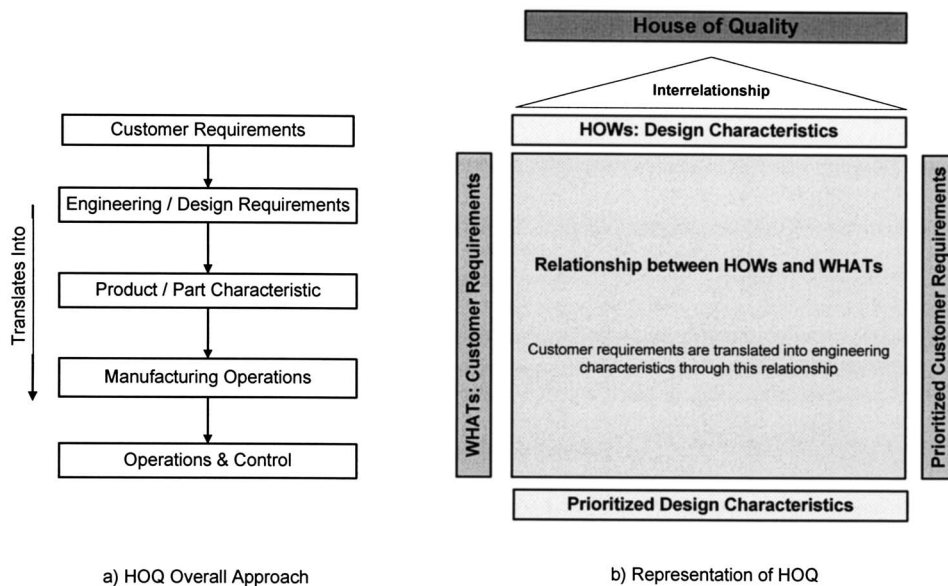 Customer Requirements
Engineering / Design Requirements
Product / Part Characteristic
Manufacturing Operations
Operations & Control
Translates Into
a) HOQ Overall Approach
House of Quality
Interrelationship
HOWs: Design Characteristics
WHATs: Customer Requirements
Relationship between HOWs and WHATs
Customer requirements are translated into engineering
characteristics through this relationship
Prioritized Customer Requirements
Prioritized Design Characteristics
b) Representation of HOQ